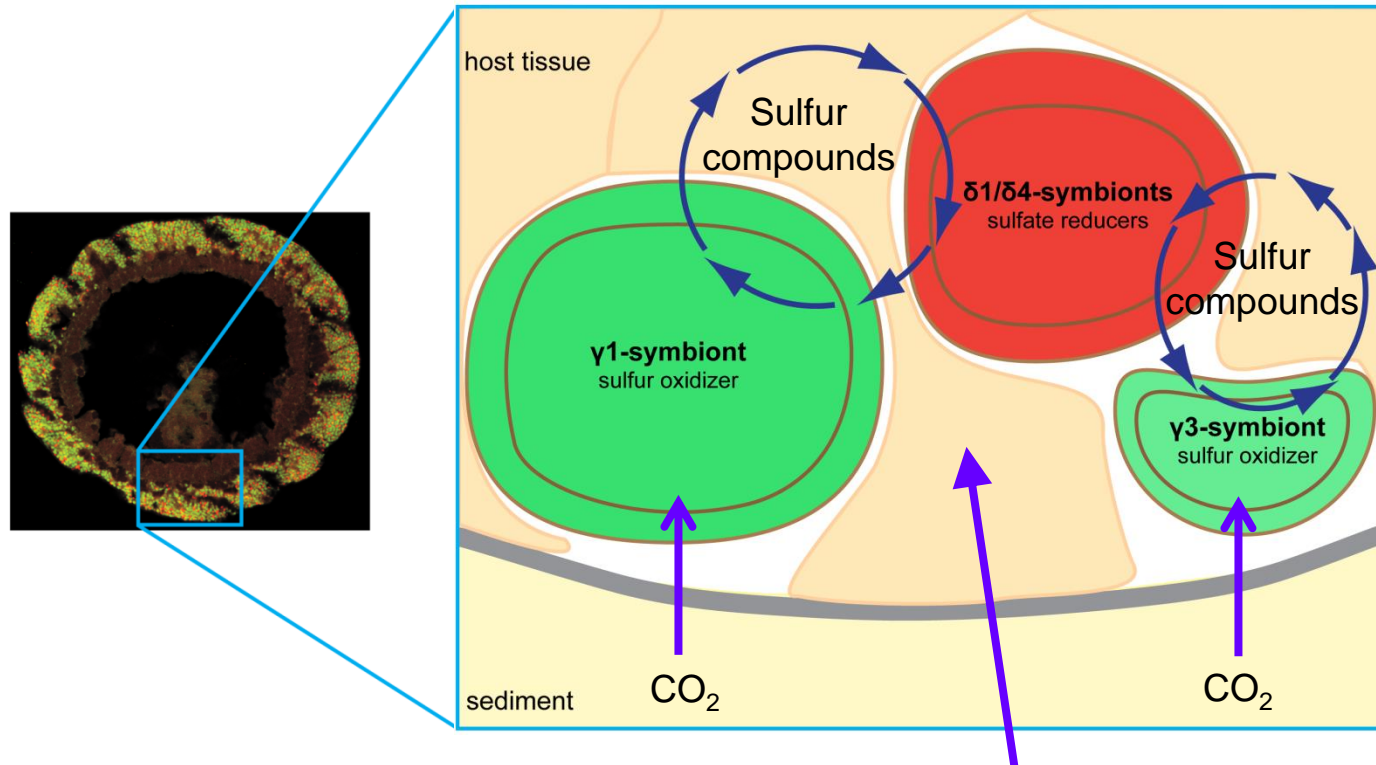 host tissue
Sulfur
compounds
δ1/δ4-symbionts
sulfate reducers
Sulfur
compounds
γ1-symbiont
sulfur oxidizer
γ3-symbiont
sulfur oxidizer
sediment
CO₂
CO₂